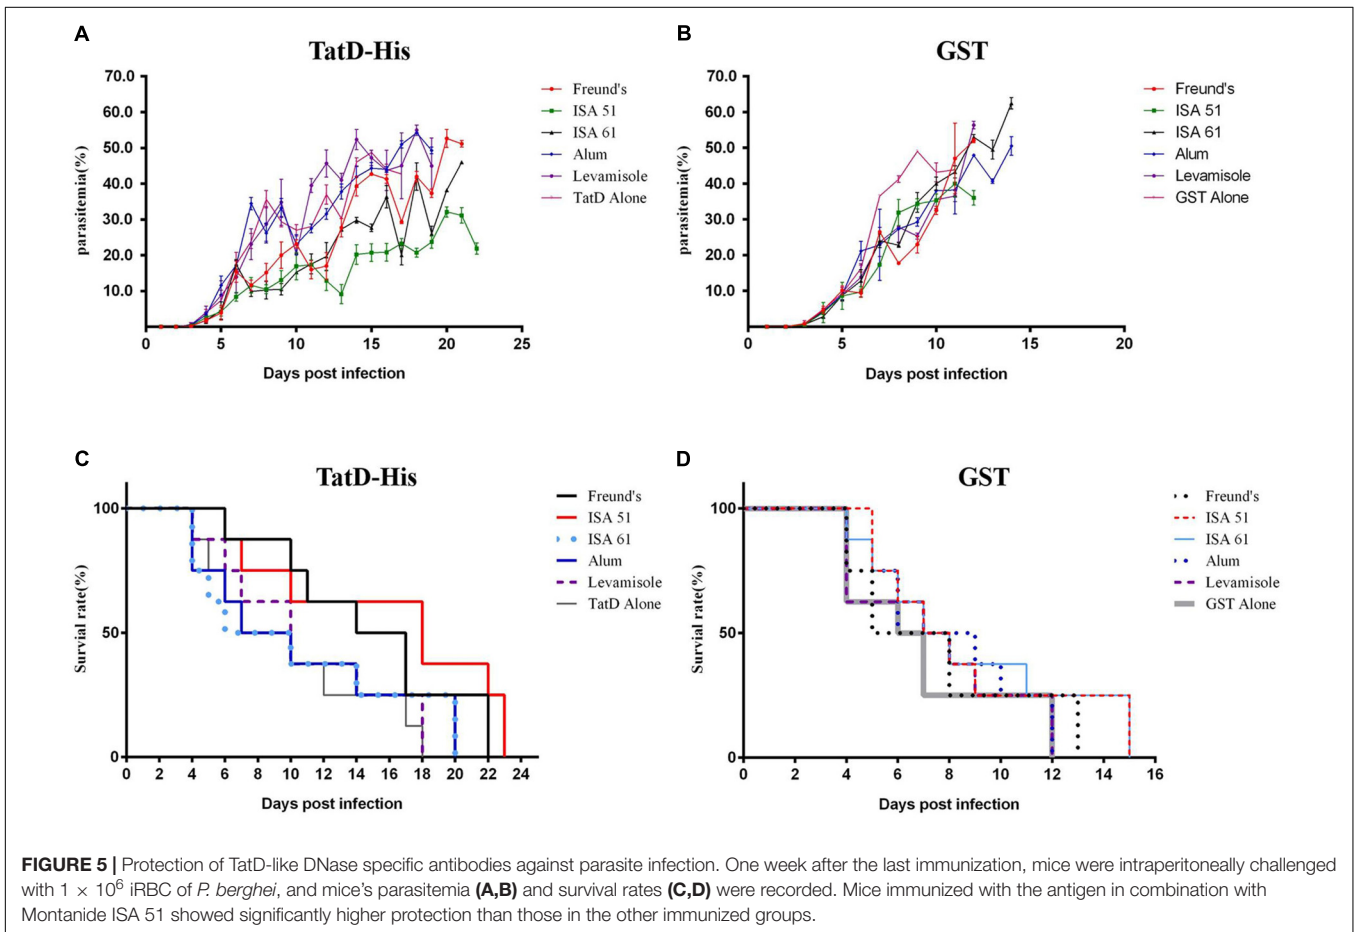 A
TatD-His
70.0
60.0
50.0
40.0
30.0
20.0
10.0
parasitemia(%)
0 5 10 15 20 25
Days post infection
Freund's
ISA 51
ISA 61
Alum
Levamisole
TatD Alone
B
GST
70.0
60.0
50.0
40.0
30.0
20.0
10.0
parasitemia(%)
0 5 10 15 20
Days post infection
Freund's
ISA 51
ISA 61
Alum
Levamisole
GST Alone
C
TatD-His
100
50
0
Survial rate(%)
0 2 4 6 8 10 12 14 16 18 20 22 24
Days post infection
Freund's
ISA 51
ISA 61
Alum
Levamisole
TatD Alone
D
GST
100
50
0
Survial rate(%)
0 2 4 6 8 10 12 14 16
Days post infection
Freund's
ISA 51
ISA 61
Alum
Levamisole
GST Alone
FIGURE 5 | Protection of TatD-like DNase specific antibodies against parasite infection. One week after the last immunization, mice were intraperitoneally challenged
with 1 × 10⁶ iRBC of P. berghei, and mice's parasitemia (A,B) and survival rates (C,D) were recorded. Mice immunized with the antigen in combination with
Montanide ISA 51 showed significantly higher protection than those in the other immunized groups.